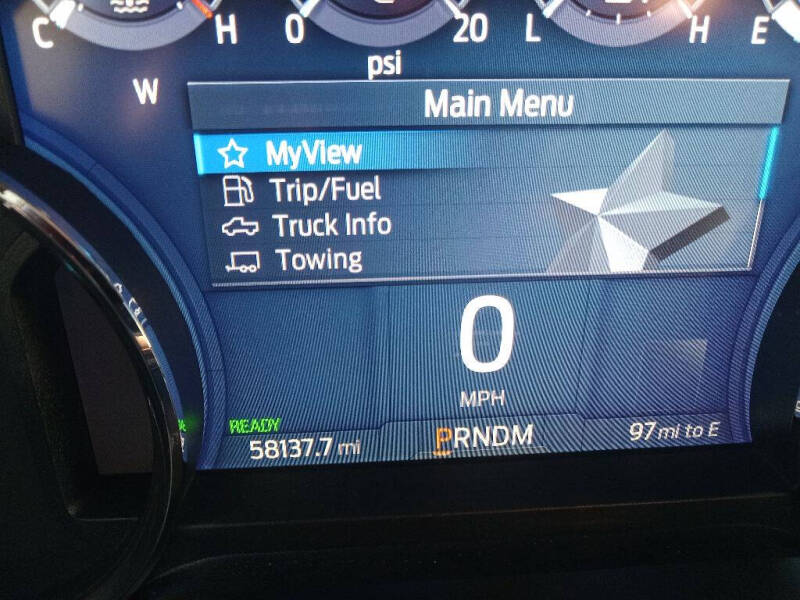 C H 0 20 L H E
psi
W
Main Menu
MyView
Trip/Fuel
Truck Info
Towing
0
MPH
READY
58137.7 mi PRNDM 97 mi to E